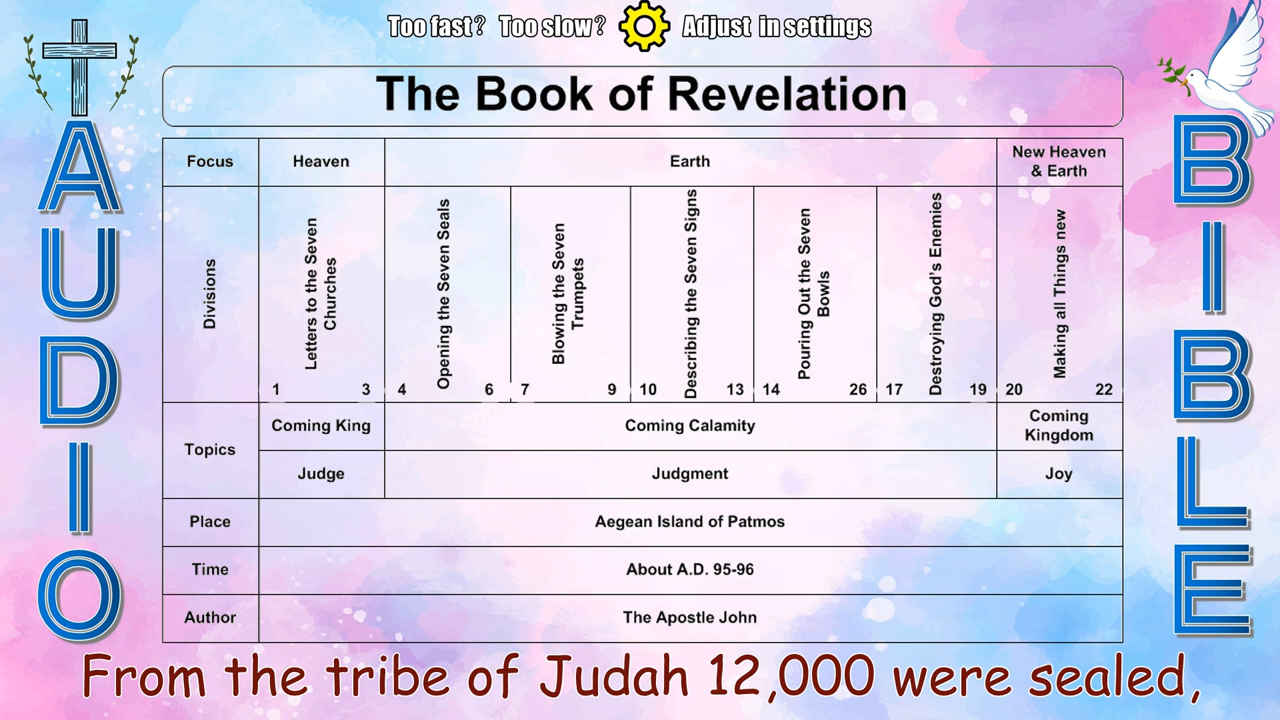 Too fast? Too slow? Adjust in settings
AUDIO
BIBLE
The Book of Revelation
Focus
Heaven
Earth
New Heaven
& Earth
Divisions
Letters to the Seven
Churches
1 3
Opening the Seven Seals
4 6
Blowing the Seven
Trumpets
7 9
Describing the Seven Signs
10 13
Pouring Out the Seven
Bowls
14 26
Destroying God's Enemies
17 19
Making all Things new
20 22
Topics
Coming King
Coming Calamity
Coming
Kingdom
Judge
Judgment
Joy
Place
Aegean Island of Patmos
Time
About A.D. 95-96
Author
The Apostle John
From the tribe of Judah 12,000 were sealed,